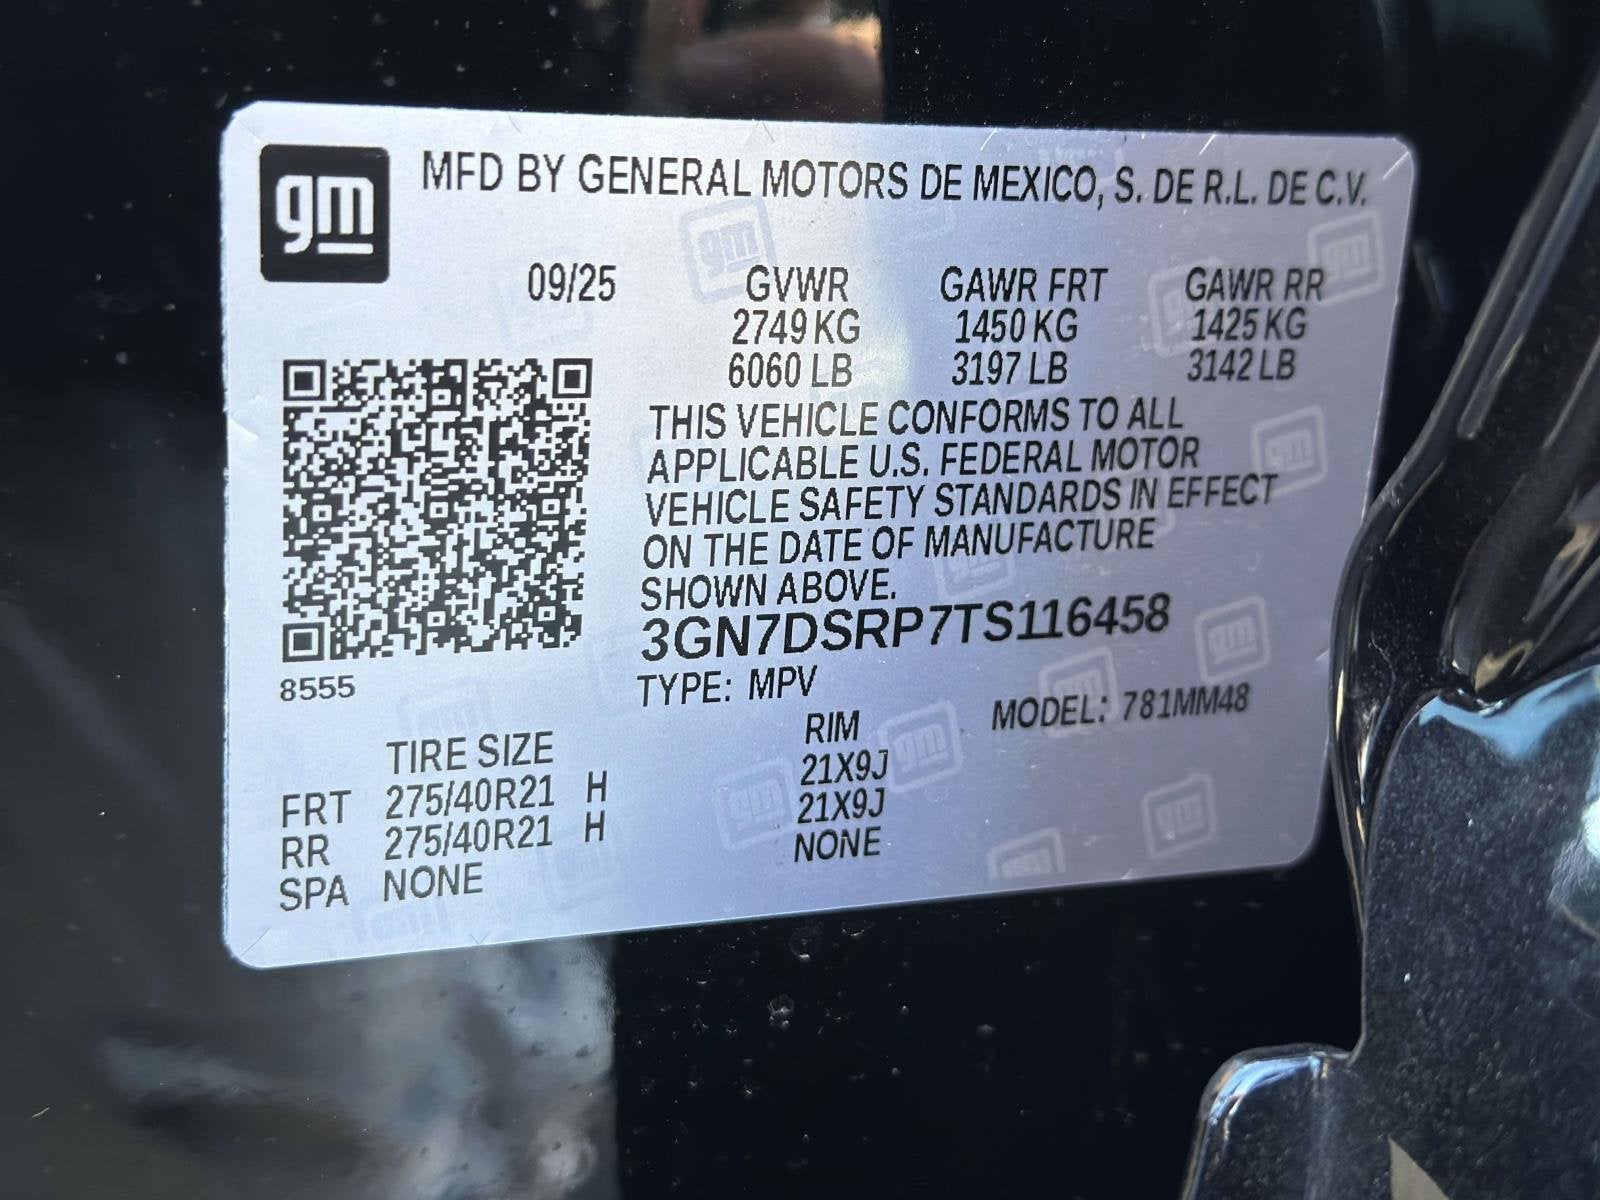 gm
MFD BY GENERAL MOTORS DE MEXICO, S. DE R.L. DE C.V.
09/25 GVWR GAWR FRT GAWR RR
2749 KG 1450 KG 1425 KG
6060 LB 3197 LB 3142 LB
THIS VEHICLE CONFORMS TO ALL
APPLICABLE U.S. FEDERAL MOTOR
VEHICLE SAFETY STANDARDS IN EFFECT
ON THE DATE OF MANUFACTURE
SHOWN ABOVE.
3GN7DSRP7TS116458
8555
TYPE: MPV MODEL: 781MM48
TIRE SIZE RIM
FRT 275/40R21 H 21X9J
RR 275/40R21 H 21X9J
SPA NONE NONE